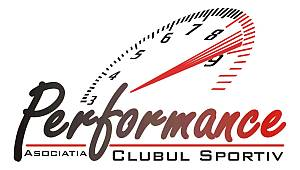 3 4 5 6 7 8 9
Performance
Asociatia Clubul Sportiv